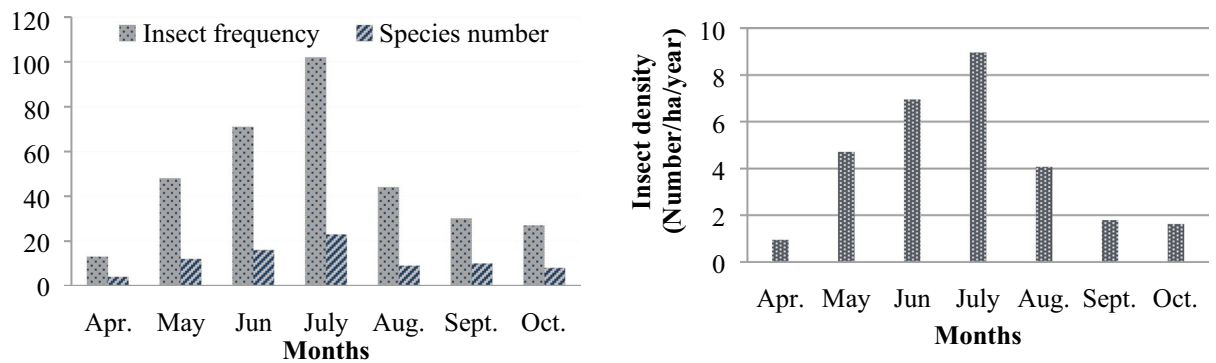 120
100
80
60
40
20
0
Insect frequency Species number
Apr. May Jun July Aug. Sept. Oct.
Months
Insect density
(Number/ha/year)
10
8
6
4
2
0
Apr. May Jun July Aug. Sept. Oct.
Months